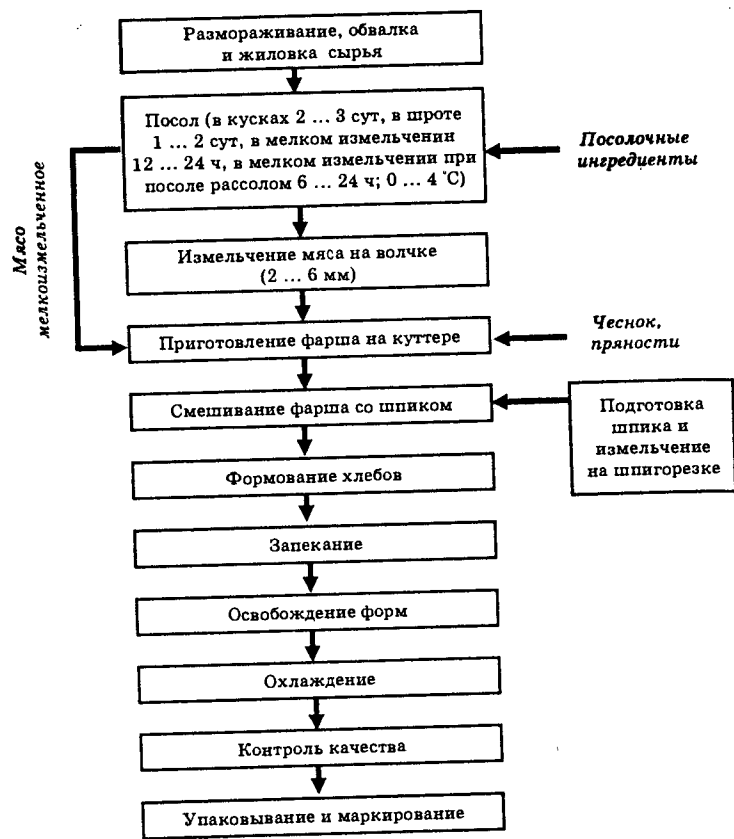 Размораживание, обвалка
и жиловка сырья
Посол (в кусках 2 ... 3 сут, в шроте
1 ... 2 сут, в мелком измельчении
12 ... 24 ч, в мелком измельчении при
посоле рассолом 6 ... 24 ч; 0 ... 4 °С)
Посолочные
ингредиенты
Мясо
мелкоизмельченное
Измельчение мяса на волчке
(2 ... 6 мм)
Приготовление фарша на куттере
Чеснок,
пряности
Смешивание фарша со шпиком
Подготовка
шпика и
измельчение
на шпигорезке
Формование хлебов
Запекание
Освобождение форм
Охлаждение
Контроль качества
Упаковывание и маркирование